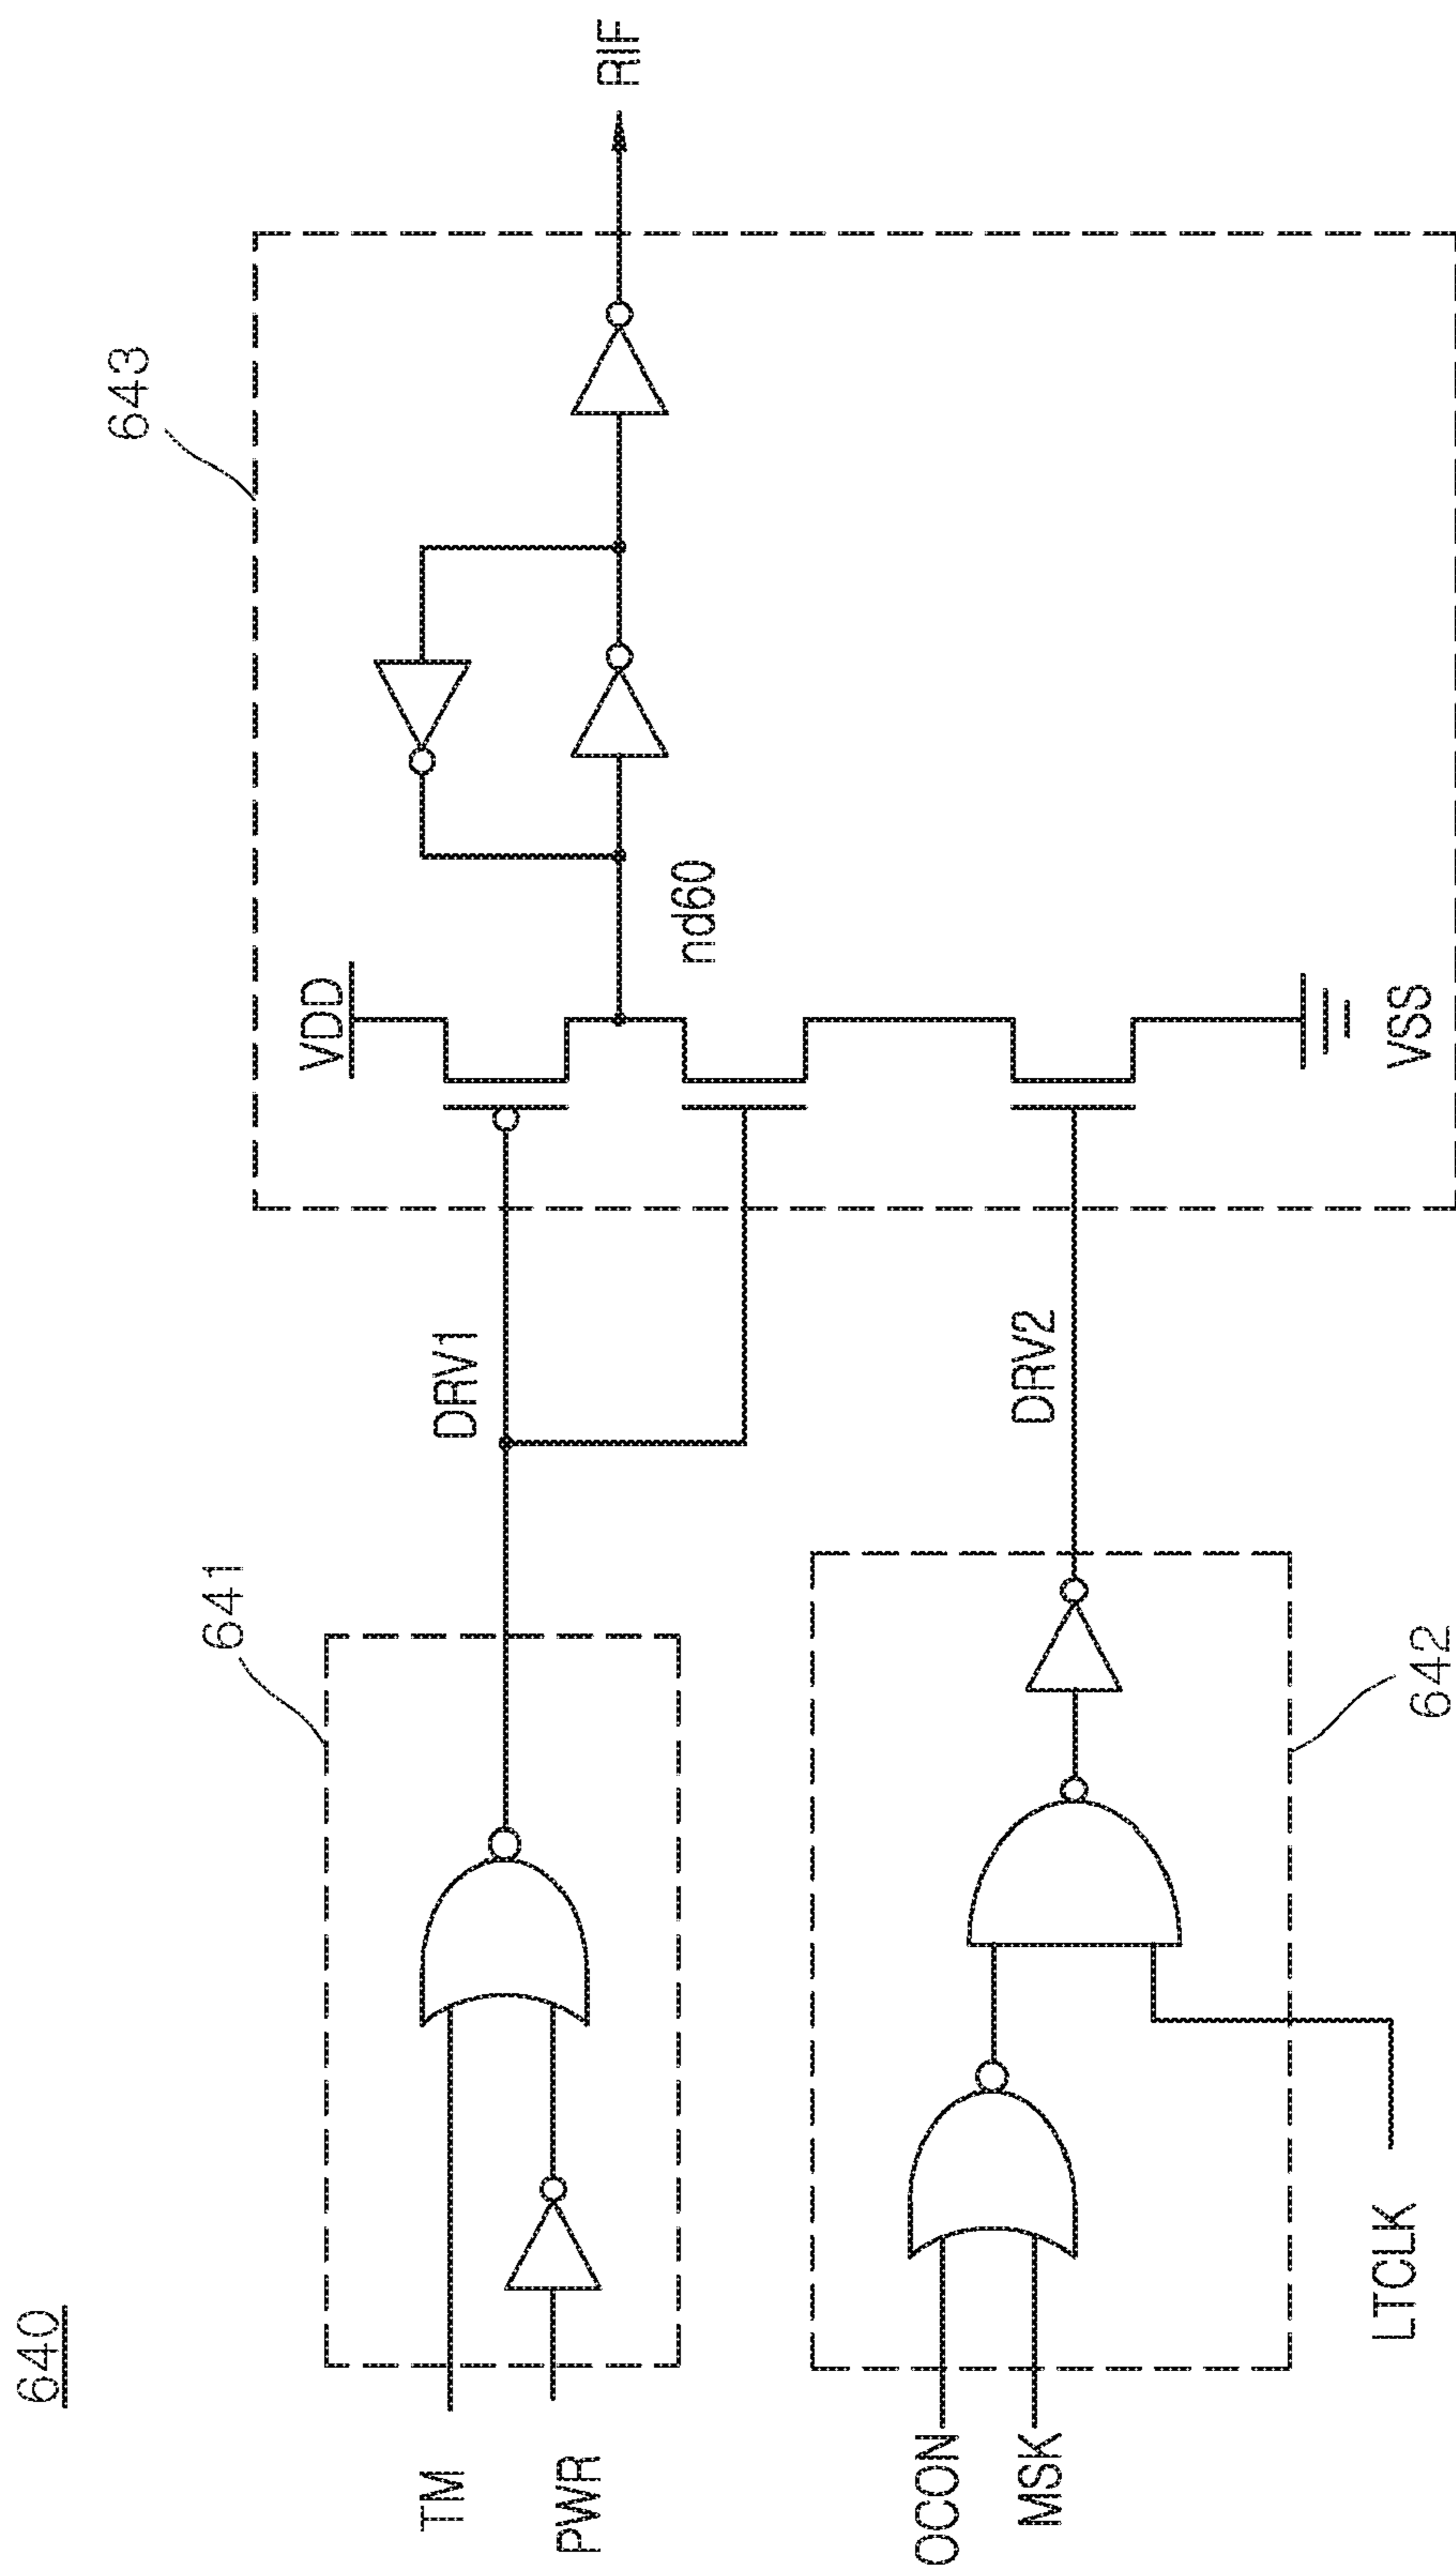 640
641
643
TM
PWR
DRV1
VDD
nd60
RIF
OCON
MSK
DRV2
LTCLK
642
VSS